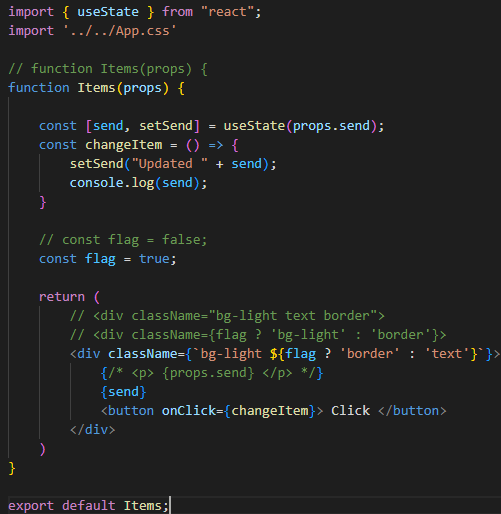 import { useState } from "react";
import '../../App.css'
// function Items(props) {
function Items(props) {
const [send, setSend] = useState(props.send);
const changeItem = () => {
setSend("Updated " + send);
console.log(send);
}
// const flag = false;
const flag = true;
return (
// <div className="bg-light text border">
// <div className={flag ? 'bg-light' : 'border'}>
<div className={`bg-light ${flag ? 'border' : 'text'}`}>
{/* <p> {props.send} </p> */}
{send}
<button onClick={changeItem}> Click </button>
</div>
)
}
export default Items;